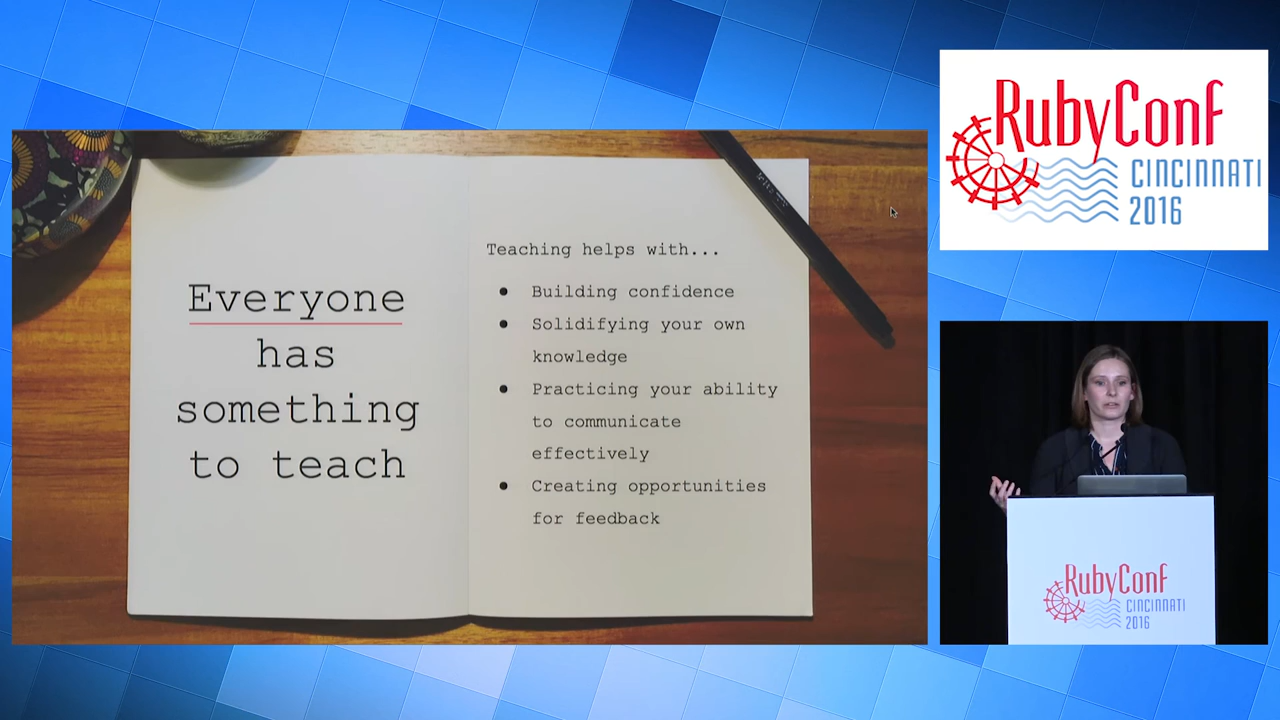 Everyone
has
something
to teach
Teaching helps with...
● Building confidence
● Solidifying your own
knowledge
● Practicing your ability
to communicate
effectively
● Creating opportunities
for feedback
RubyConf
CINCINNATI
2016
RubyConf
CINCINNATI
2016